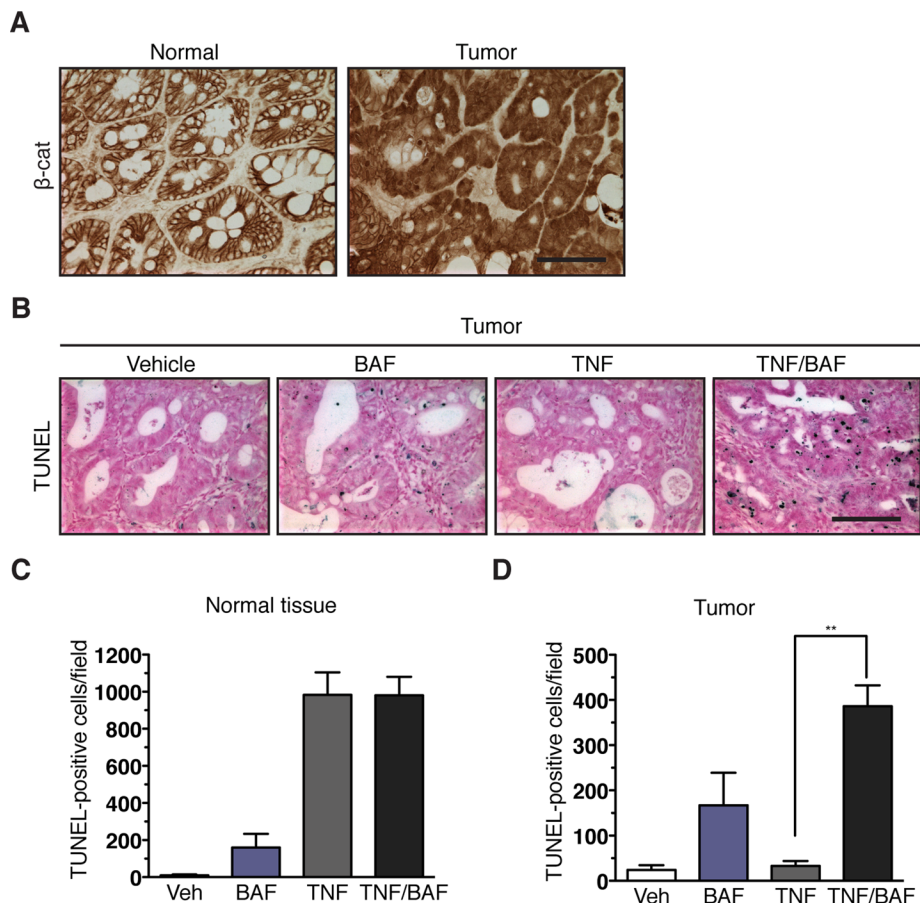 A
Normal Tumor
β-cat
B
Tumor
Vehicle BAF TNF TNF/BAF
TUNEL
C
Normal tissue
TUNEL-positive cells/field
1200
1000
800
600
400
200
0
Veh BAF TNF TNF/BAF
D
Tumor
**
TUNEL-positive cells/field
500
400
300
200
100
0
Veh BAF TNF TNF/BAF